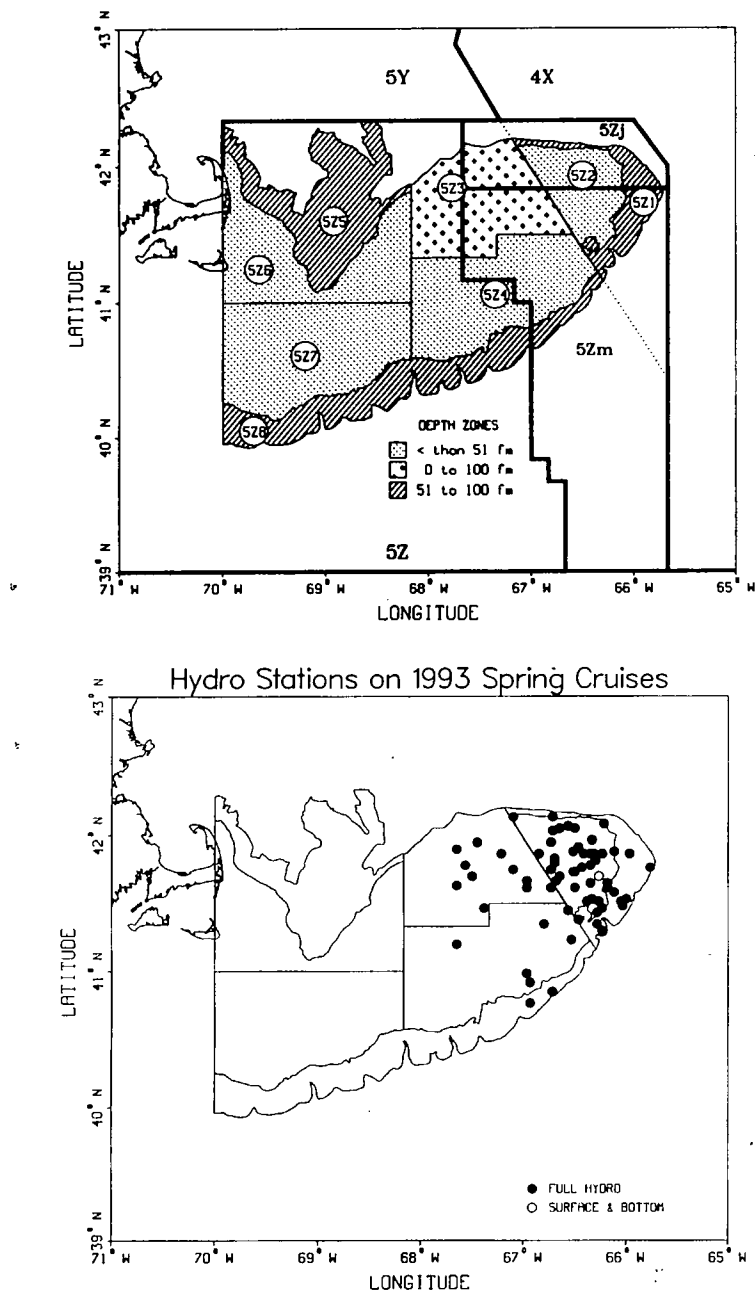 43° N
42° N
41° N
40° N
39° N
LATITUDE
5Y
4X
5Zj
5Z2
5Z3
5Z1
5Z5
5Z6
5Z4
5Z7
5Zm
5Z8
DEPTH ZONES
< than 51 fm
0 to 100 fm
51 to 100 fm
5Z
71° W 70° W 69° W 68° W 67° W 66° W 65° W
LONGITUDE
Hydro Stations on 1993 Spring Cruises
43° N
42° N
41° N
40° N
39° N
LATITUDE
FULL HYDRO
SURFACE & BOTTOM
71° W 70° W 69° W 68° W 67° W 66° W 65° W
LONGITUDE